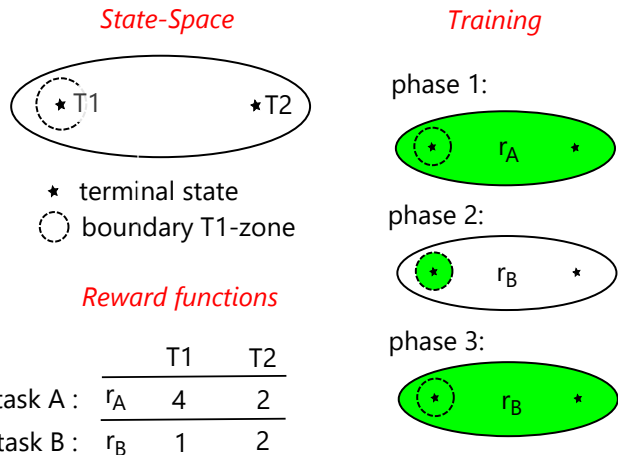 State-Space
T1
T2
terminal state
boundary T1-zone
Reward functions
T1 T2
task A : r_A 4 2
task B : r_B 1 2
Training
phase 1:
r_A
phase 2:
r_B
phase 3:
r_B